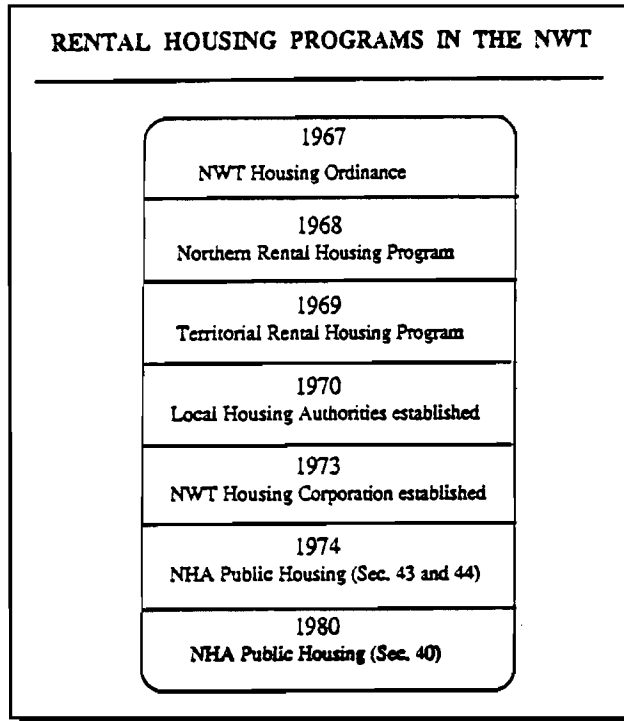 RENTAL HOUSING PROGRAMS IN THE NWT
1967
NWT Housing Ordinance
1968
Northern Rental Housing Program
1969
Territorial Rental Housing Program
1970
Local Housing Authorities established
1973
NWT Housing Corporation established
1974
NHA Public Housing (Sec. 43 and 44)
1980
NHA Public Housing (Sec. 40)